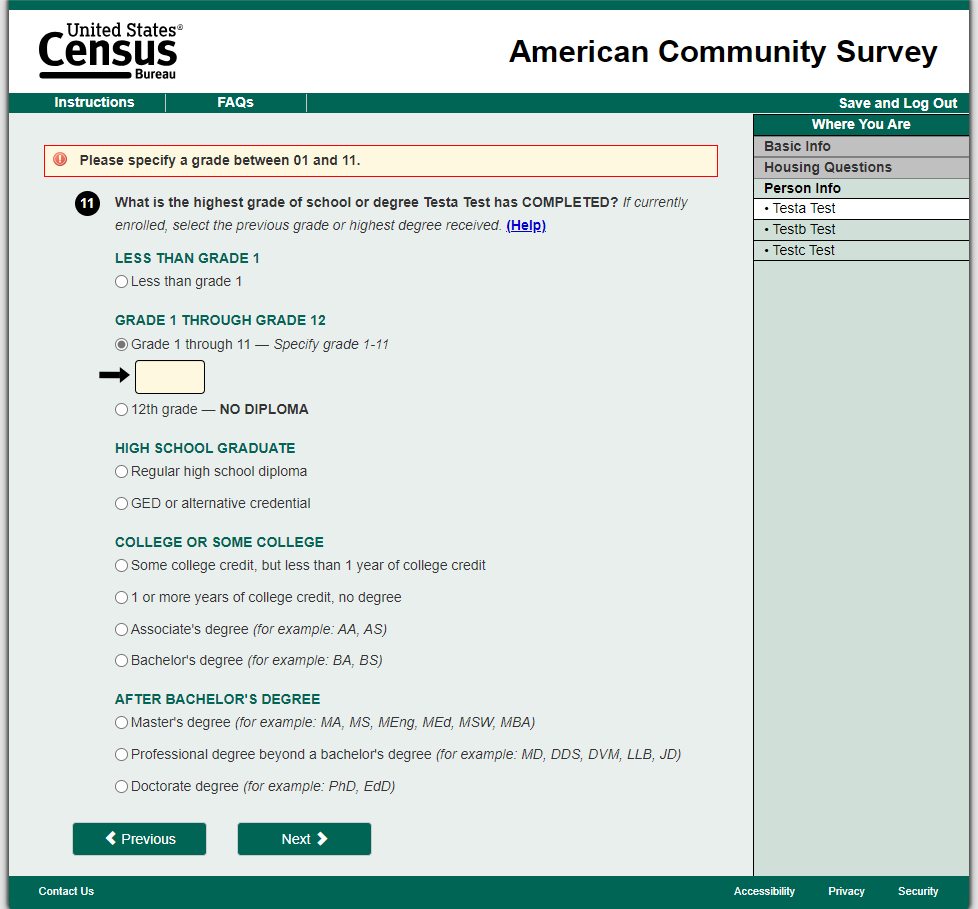 United States®
Census
Bureau
American Community Survey
Instructions
FAQs
Save and Log Out
Where You Are
Basic Info
Housing Questions
Person Info
• Testa Test
• Testb Test
• Testc Test
Please specify a grade between 01 and 11.
11 What is the highest grade of school or degree Testa Test has COMPLETED? If currently
enrolled, select the previous grade or highest degree received. (Help)
LESS THAN GRADE 1
Less than grade 1
GRADE 1 THROUGH GRADE 12
Grade 1 through 11 — Specify grade 1-11
12th grade — NO DIPLOMA
HIGH SCHOOL GRADUATE
Regular high school diploma
GED or alternative credential
COLLEGE OR SOME COLLEGE
Some college credit, but less than 1 year of college credit
1 or more years of college credit, no degree
Associate's degree (for example: AA, AS)
Bachelor's degree (for example: BA, BS)
AFTER BACHELOR'S DEGREE
Master's degree (for example: MA, MS, MEng, MEd, MSW, MBA)
Professional degree beyond a bachelor's degree (for example: MD, DDS, DVM, LLB, JD)
Doctorate degree (for example: PhD, EdD)
Previous
Next
Contact Us
Accessibility
Privacy
Security